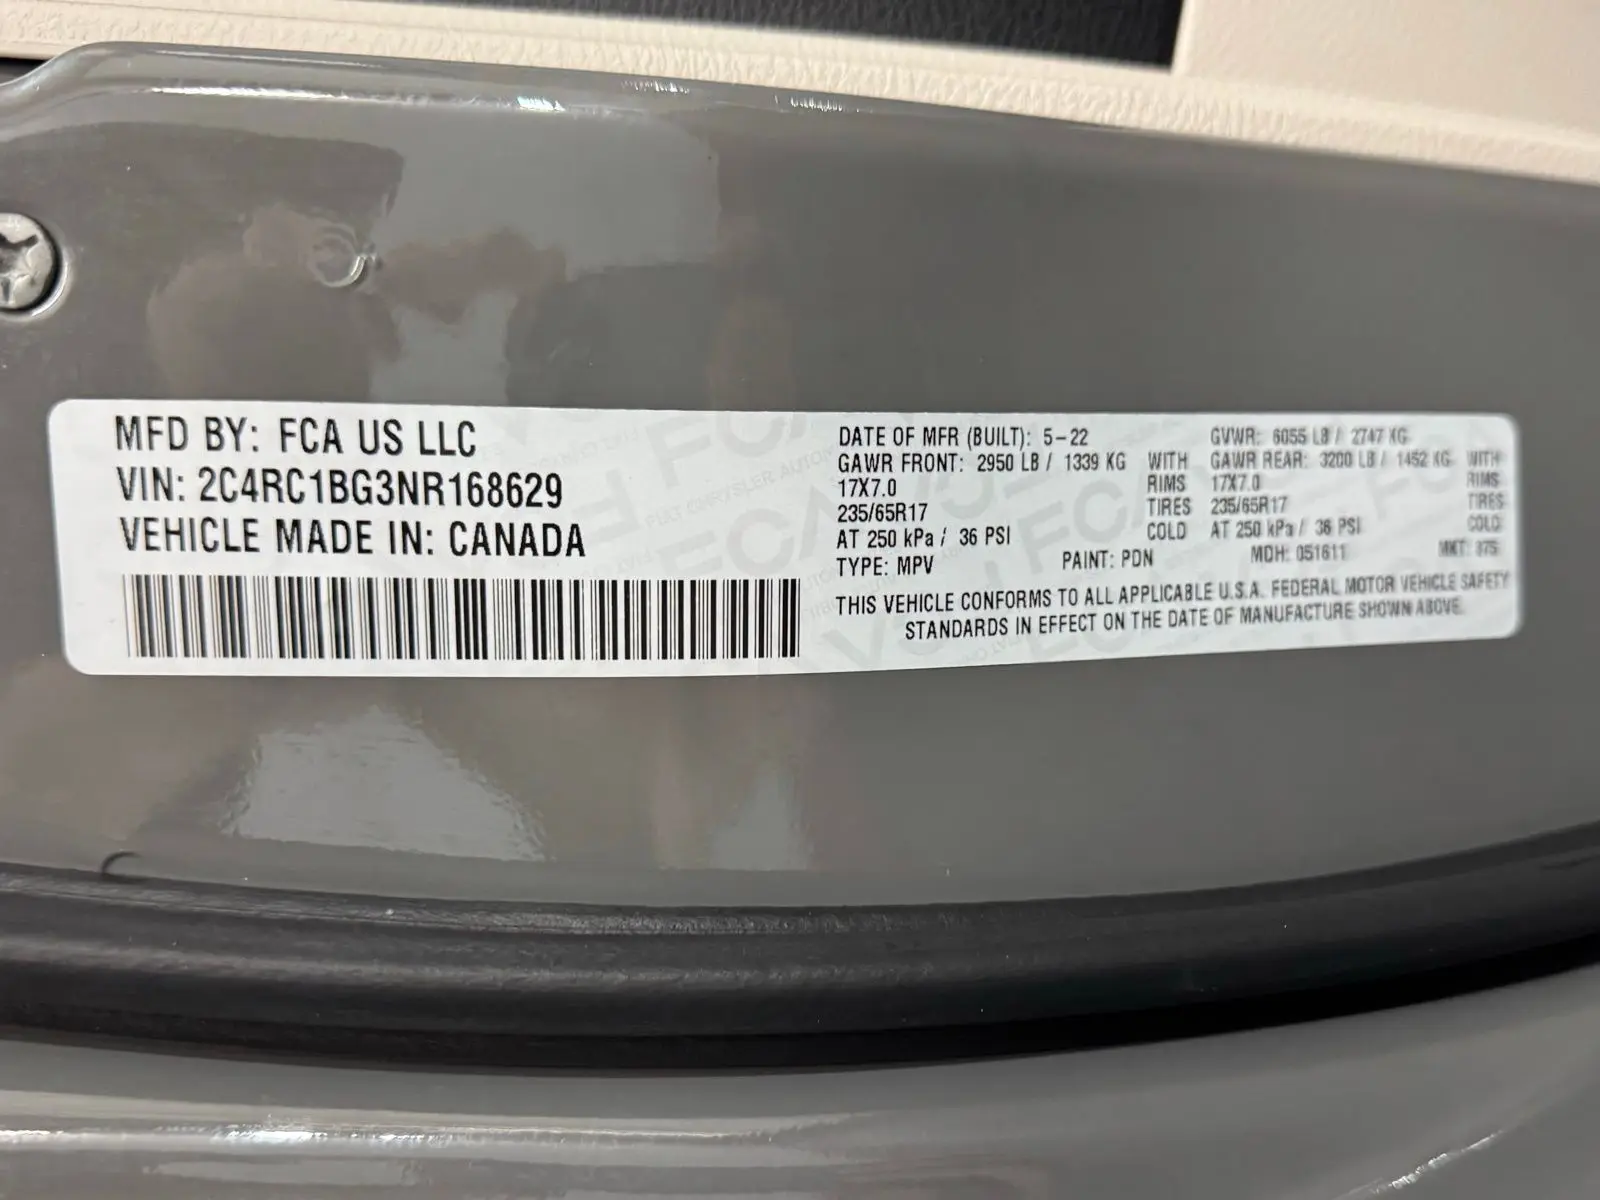 MFD BY: FCA US LLC
VIN: 2C4RC1BG3NR168629
VEHICLE MADE IN: CANADA
DATE OF MFR (BUILT): 5-22 GVWR: 6055 LB / 2747 KG
GAWR FRONT: 2950 LB / 1339 KG WITH GAWR REAR: 3200 LB / 1452 KG WITH
17X7.0 RIMS 17X7.0 RIMS
235/65R17 TIRES 235/65R17 TIRES
AT 250 kPa / 36 PSI COLD AT 250 kPa / 36 PSI COLD
TYPE: MPV PAINT: PDN MDH: 051611 MKT:
THIS VEHICLE CONFORMS TO ALL APPLICABLE U.S.A. FEDERAL MOTOR VEHICLE SAFETY
STANDARDS IN EFFECT ON THE DATE OF MANUFACTURE SHOWN ABOVE.